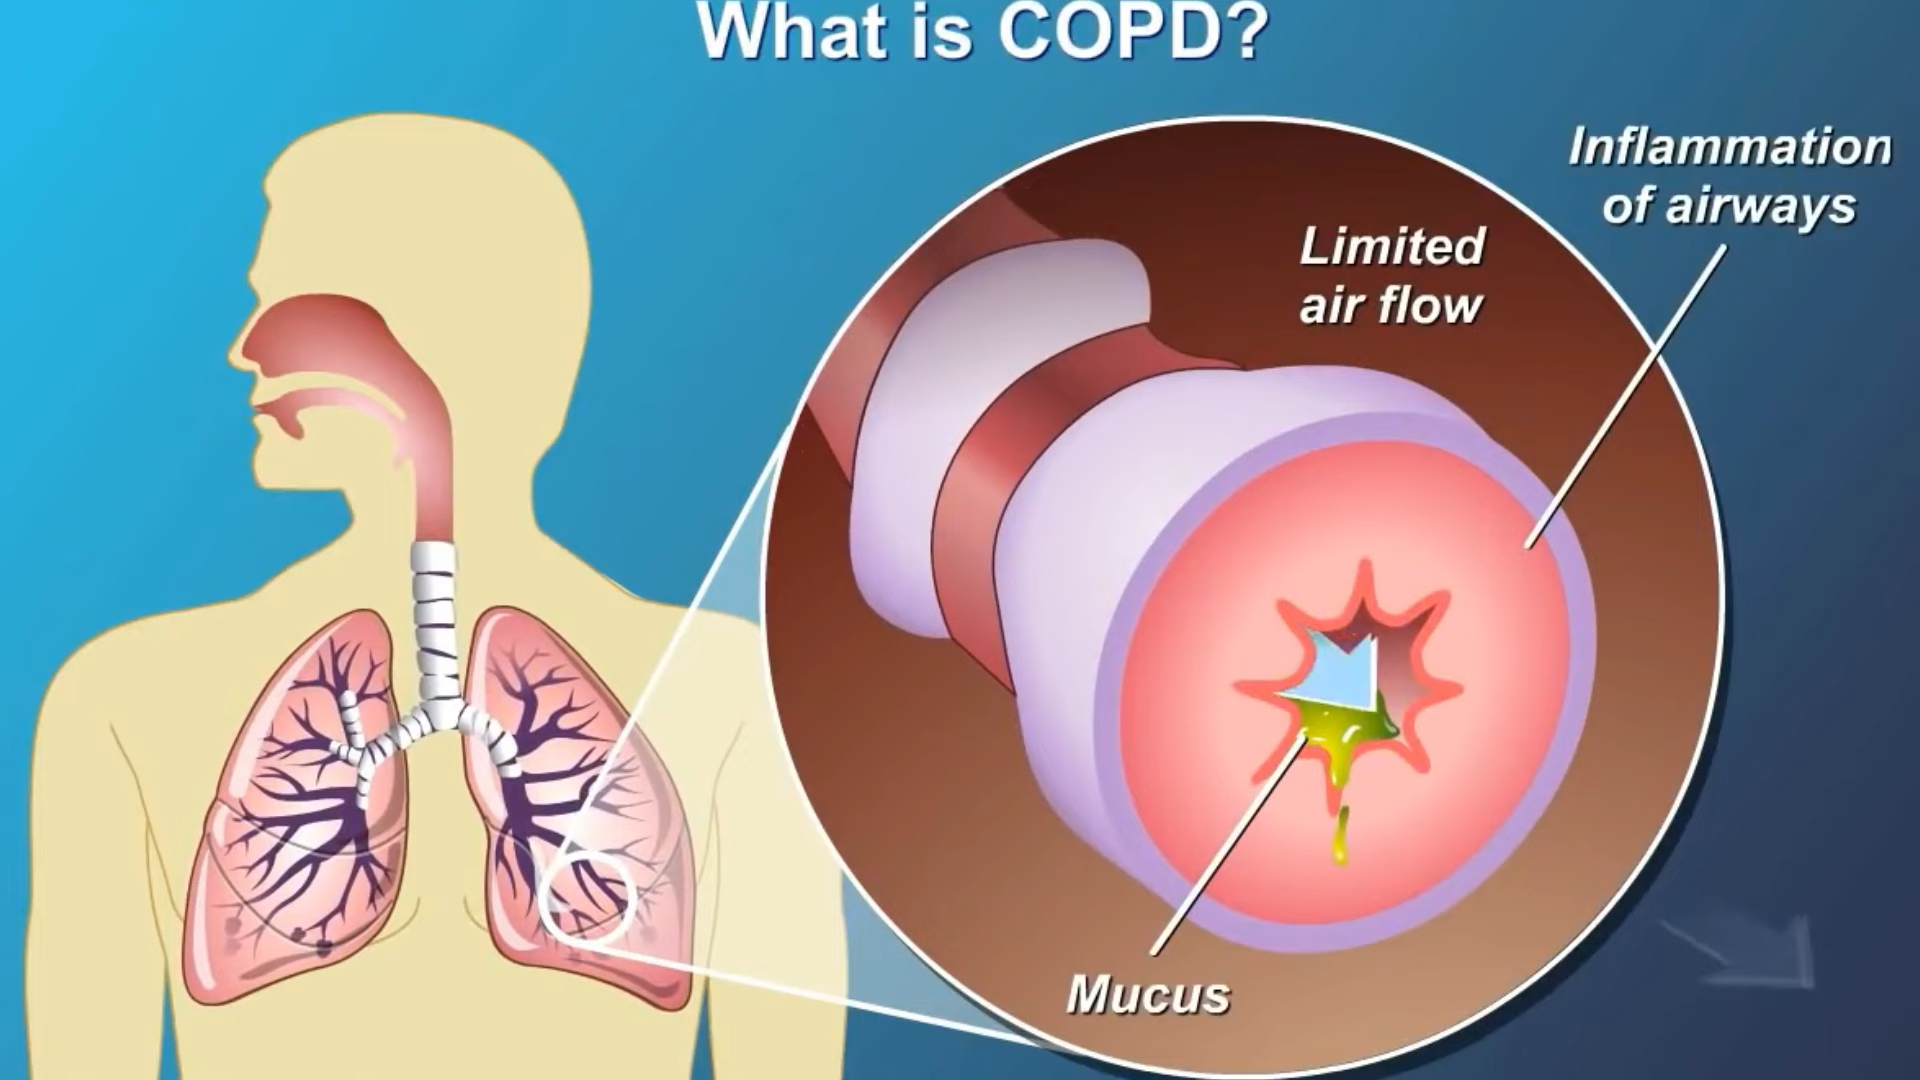 What is COPD?
Inflammation
of airways
Limited
air flow
Mucus